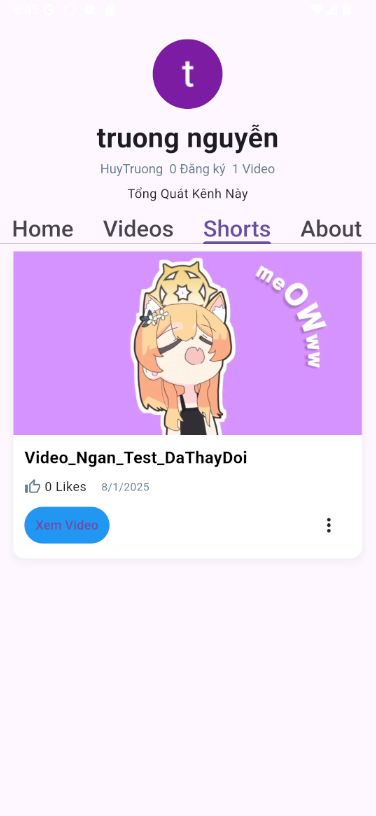 t
truong nguyễn
HuyTruong 0 Đăng ký 1 Video
Tổng Quát Kênh Này
Home Videos Shorts About
meOWww
Video_Ngan_Test_DaThayDoi
0 Likes 8/1/2025
Xem Video